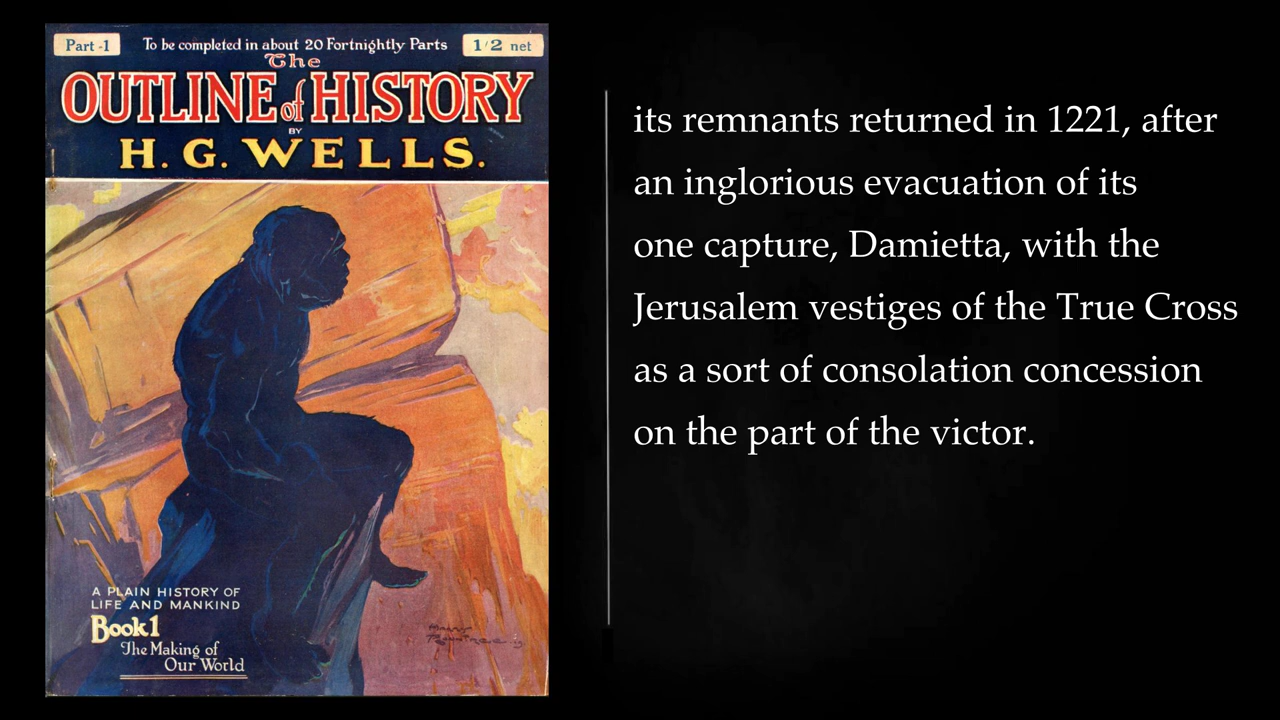 Part -1
To be completed in about 20 Fortnightly Parts
1/2 net
The
OUTLINE of HISTORY
BY
H. G. WELLS.
A PLAIN HISTORY OF
LIFE AND MANKIND
Book 1
The Making of
Our World
its remnants returned in 1221, after
an inglorious evacuation of its
one capture, Damietta, with the
Jerusalem vestiges of the True Cross
as a sort of consolation concession
on the part of the victor.